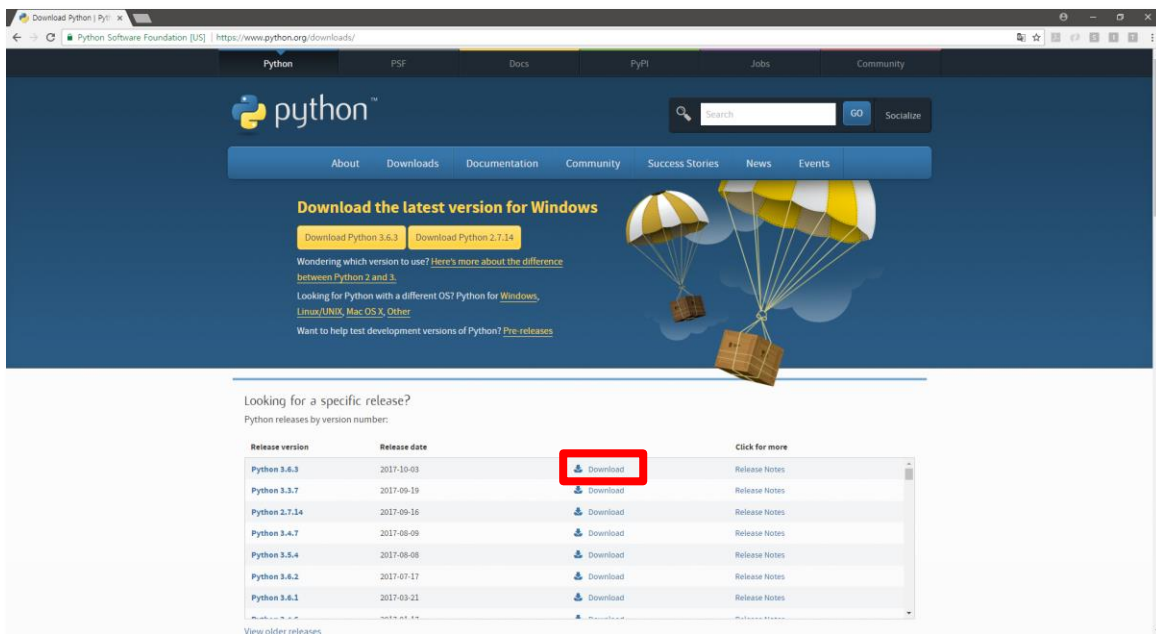 Download Python | Pyt
Python Software Foundation [US] | https://www.python.org/downloads/
Python PSF Docs PyPI Jobs Community
python™
Search GO Socialize
About Downloads Documentation Community Success Stories News Events
Download the latest version for Windows
Download Python 3.6.3 Download Python 2.7.14
Wondering which version to use? Here's more about the difference
between Python 2 and 3.
Looking for Python with a different OS? Python for Windows,
Linux/UNIX, Mac OS X, Other
Want to help test development versions of Python? Pre-releases
Looking for a specific release?
Python releases by version number:
Release version Release date Click for more
Python 3.6.3 2017-10-03 Download Release Notes
Python 3.3.7 2017-09-19 Download Release Notes
Python 2.7.14 2017-09-16 Download Release Notes
Python 3.4.7 2017-08-09 Download Release Notes
Python 3.5.4 2017-08-08 Download Release Notes
Python 3.6.2 2017-07-17 Download Release Notes
Python 3.6.1 2017-03-21 Download Release Notes
View older releases